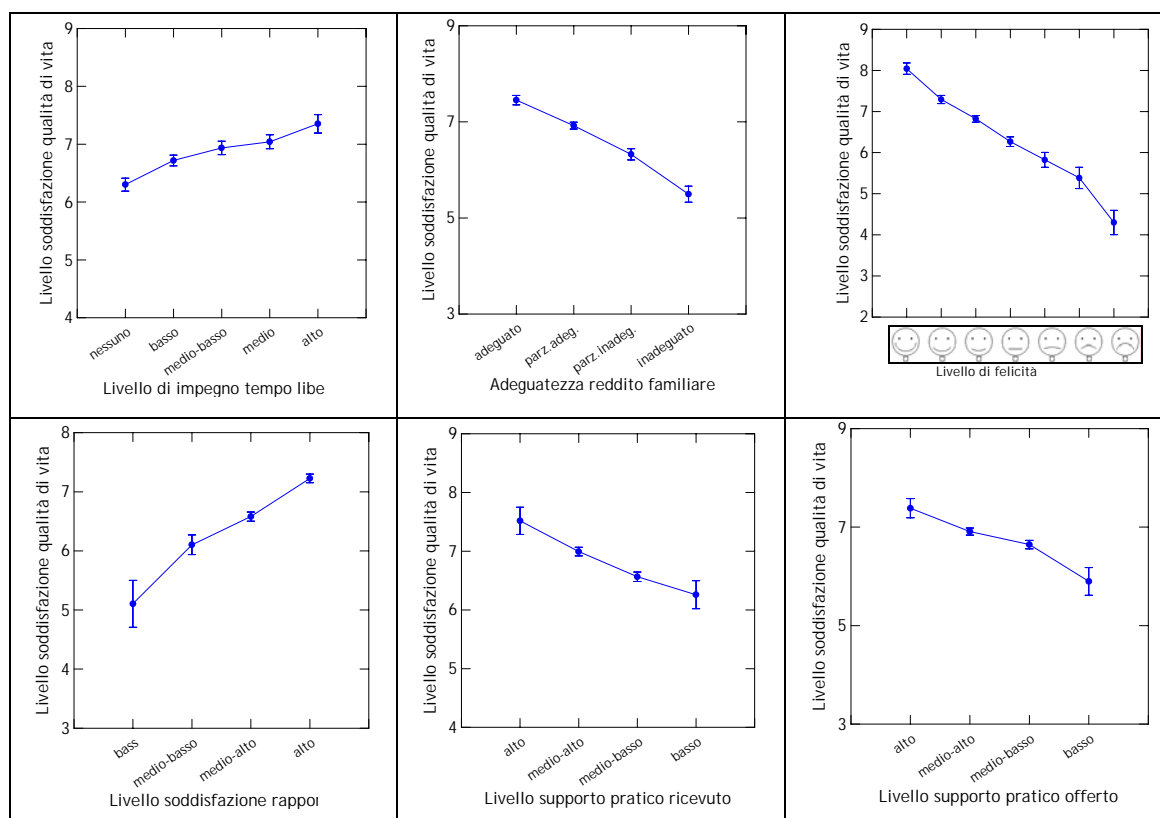 Livello soddisfazione qualità di vita
9
8
7
6
5
4
nessuno
basso
medio-basso
medio
alto
Livello di impegno tempo libe
Livello soddisfazione qualità di vita
9
7
5
3
adeguato
parz.adeg.
parz.inadeg.
inadeguato
Adeguatezza reddito familiare
Livello soddisfazione qualità di vita
9
8
7
6
5
4
3
2
Livello di felicità
Livello soddisfazione qualità di vita
8
7
6
5
4
3
bass
medio-basso
medio-alto
alto
Livello soddisfazione rappor
Livello soddisfazione qualità di vita
9
8
7
6
5
4
alto
medio-alto
medio-basso
basso
Livello supporto pratico ricevuto
Livello soddisfazione qualità di vita
9
7
5
3
alto
medio-alto
medio-basso
basso
Livello supporto pratico offerto